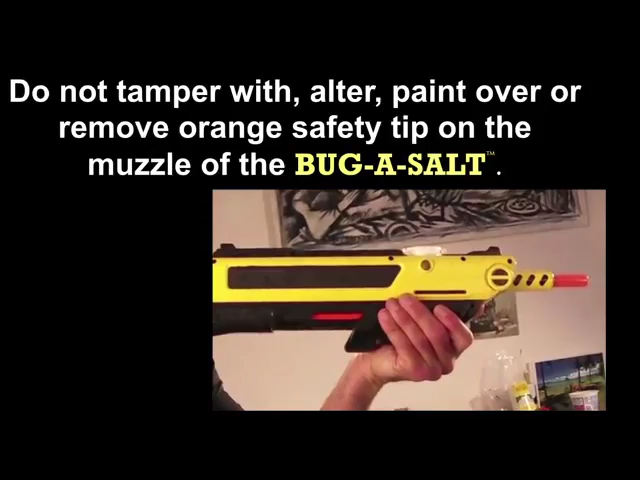 Do not tamper with, alter, paint over or
remove orange safety tip on the
muzzle of the BUG-A-SALT™.